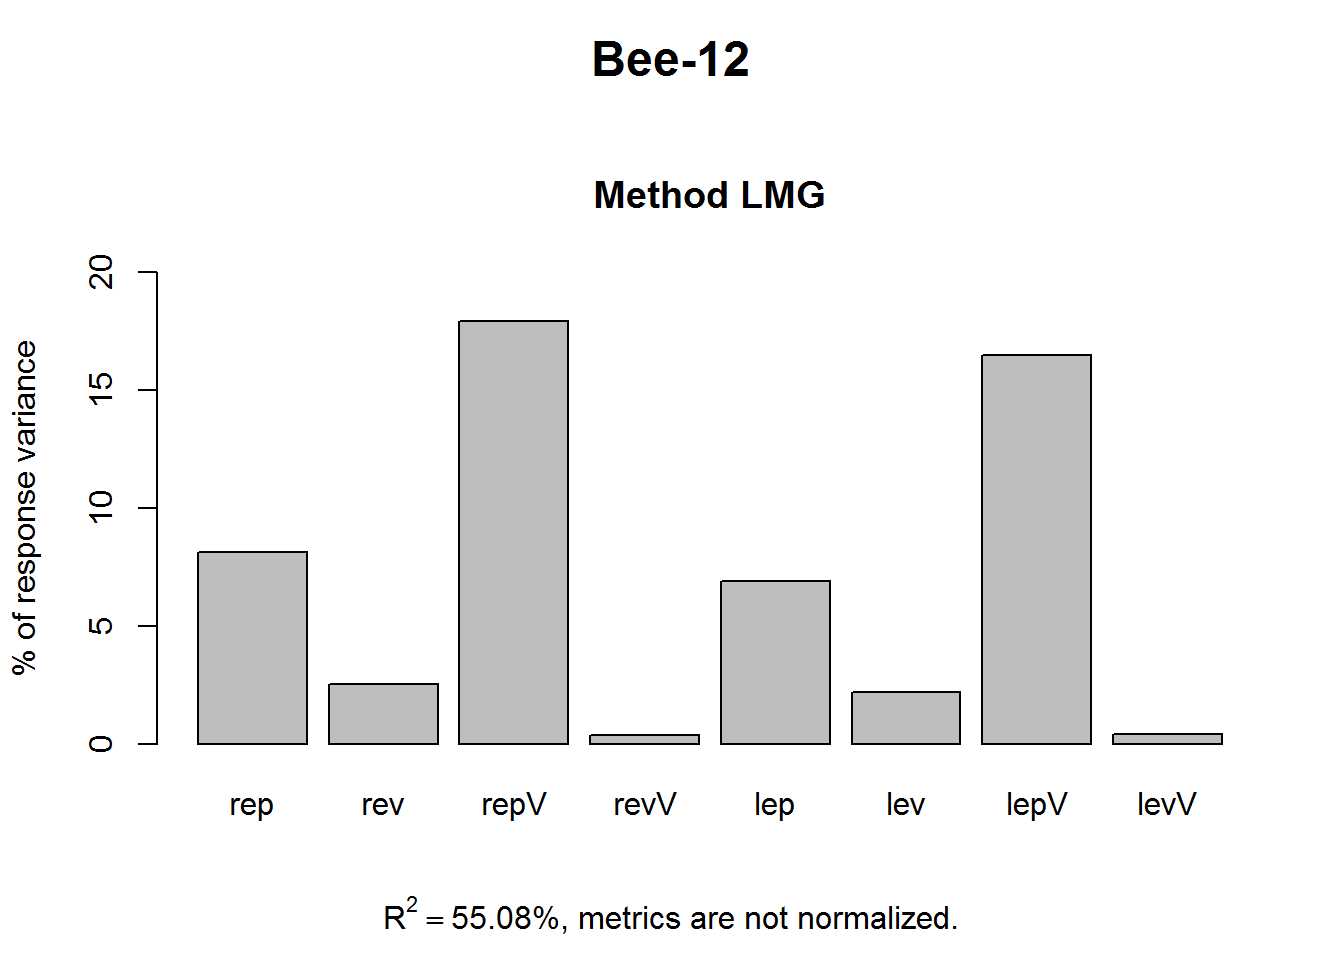 Bee-12
Method LMG
% of response variance
20
15
10
5
0
rep rev repV revV lep lev lepV levV
R² = 55.08%, metrics are not normalized.